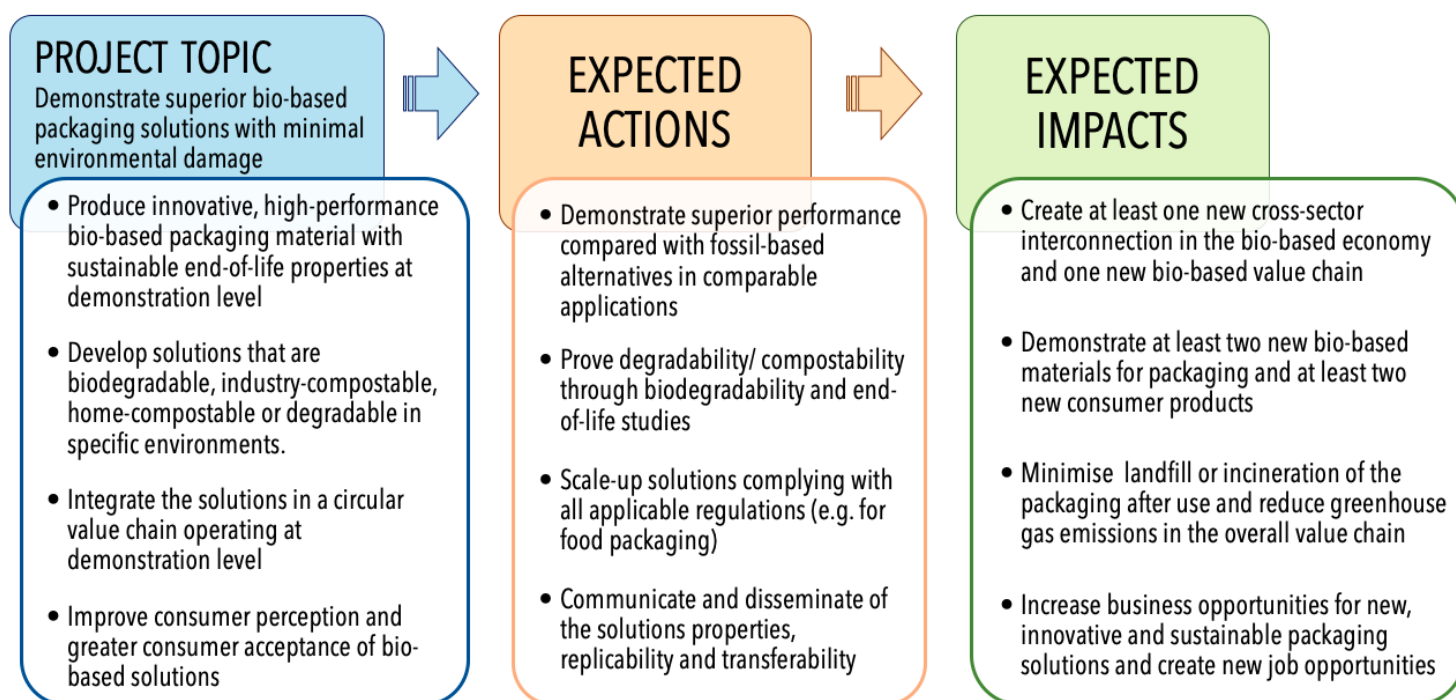 PROJECT TOPIC
Demonstrate superior bio-based
packaging solutions with minimal
environmental damage
• Produce innovative, high-performance
bio-based packaging material with
sustainable end-of-life properties at
demonstration level
• Develop solutions that are
biodegradable, industry-compostable,
home-compostable or degradable in
specific environments.
• Integrate the solutions in a circular
value chain operating at
demonstration level
• Improve consumer perception and
greater consumer acceptance of bio-
based solutions
EXPECTED
ACTIONS
• Demonstrate superior performance
compared with fossil-based
alternatives in comparable
applications
• Prove degradability/ compostability
through biodegradability and end-
of-life studies
• Scale-up solutions complying with
all applicable regulations (e.g. for
food packaging)
• Communicate and disseminate of
the solutions properties,
replicability and transferability
EXPECTED
IMPACTS
• Create at least one new cross-sector
interconnection in the bio-based economy
and one new bio-based value chain
• Demonstrate at least two new bio-based
materials for packaging and at least two
new consumer products
• Minimise landfill or incineration of the
packaging after use and reduce greenhouse
gas emissions in the overall value chain
• Increase business opportunities for new,
innovative and sustainable packaging
solutions and create new job opportunities